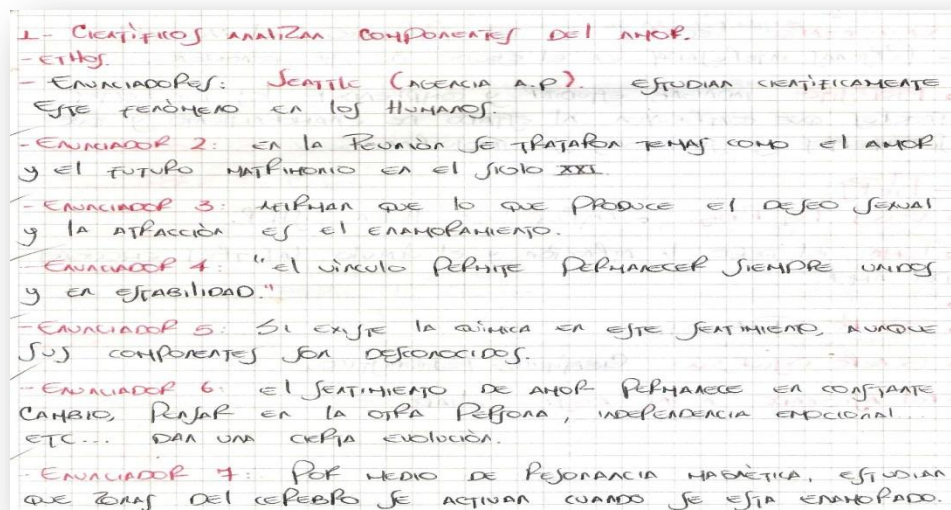 1- CIENTÍFICOS ANALIZAN COMPONENTES DEL AMOR.
- ETHOS.
- ENUNCIADORES: SEATTLE (AGENCIA A.P). ESTUDIAN CIENTÍFICAMENTE
ESTE FENÓMENO EN LOS HUMANOS.
- ENUNCIADOR 2: EN LA REUNIÓN SE TRATARON TEMAS COMO EL AMOR
Y EL FUTURO MATRIMONIO EN EL SIGLO XXI.
- ENUNCIADOR 3: AFIRMAN QUE LO QUE PRODUCE EL DESEO SEXUAL
Y LA ATRACCIÓN ES EL ENAMORAMIENTO.
- ENUNCIADOR 4: "EL VÍNCULO PERMITE PERMANECER SIEMPRE UNIDOS
Y EN ESTABILIDAD."
- ENUNCIADOR 5: SI EXISTE LA QUÍMICA EN ESTE SENTIMIENTO, AUNQUE
SUS COMPONENTES SON DESCONOCIDOS.
- ENUNCIADOR 6: EL SENTIMIENTO DE AMOR PERMANECE EN CONSTANTE
CAMBIO, PENSAR EN LA OTRA PERSONA, INDEPENDENCIA EMOCIONAL...
ETC... DAN UNA CIERTA EVOLUCIÓN.
- ENUNCIADOR 7: POR MEDIO DE RESONANCIA MAGNÉTICA, ESTUDIAN
QUE ZONAS DEL CEREBRO SE ACTIVAN CUANDO SE ESTA ENAMORADO.